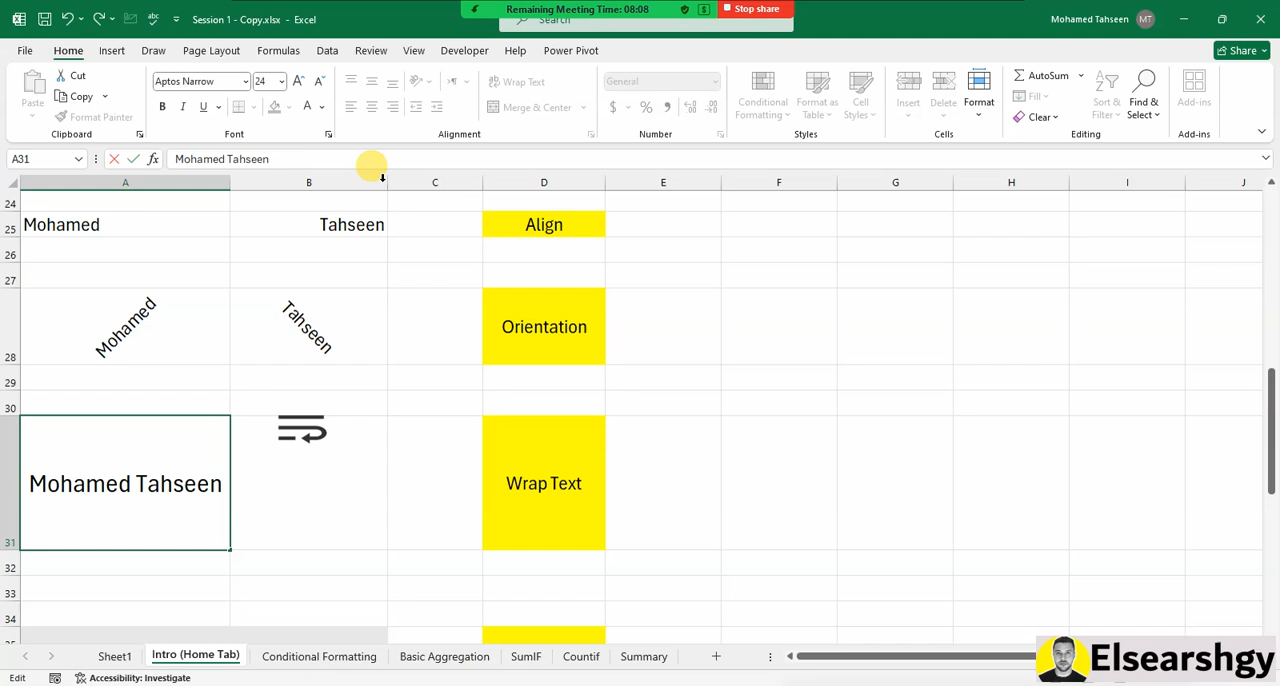 Session 1 - Copy.xlsx - Excel
Remaining Meeting Time: 08:08
Stop share
Search
Mohamed Tahseen MT
File Home Insert Draw Page Layout Formulas Data Review View Developer Help Power Pivot
Share
Paste
Cut
Copy
Format Painter
Clipboard
Aptos Narrow 24
B I U
Font
Wrap Text
Merge & Center
Alignment
General
Number
Conditional Formatting
Format as Table
Cell Styles
Styles
Insert Delete Format
Cells
AutoSum
Fill
Clear
Sort & Filter
Find & Select
Editing
Add-ins
Add-ins
A31 fx Mohamed Tahseen
A B C D E F G H I J
24
25 Mohamed Tahseen Align
26
27
28 Mohamed Tahseen Orientation
29
30
31 Mohamed Tahseen Wrap Text
32
33
34
Sheet1 Intro (Home Tab) Conditional Formatting Basic Aggregation SumIF Countif Summary
Edit Accessibility: Investigate
Elsearshgy